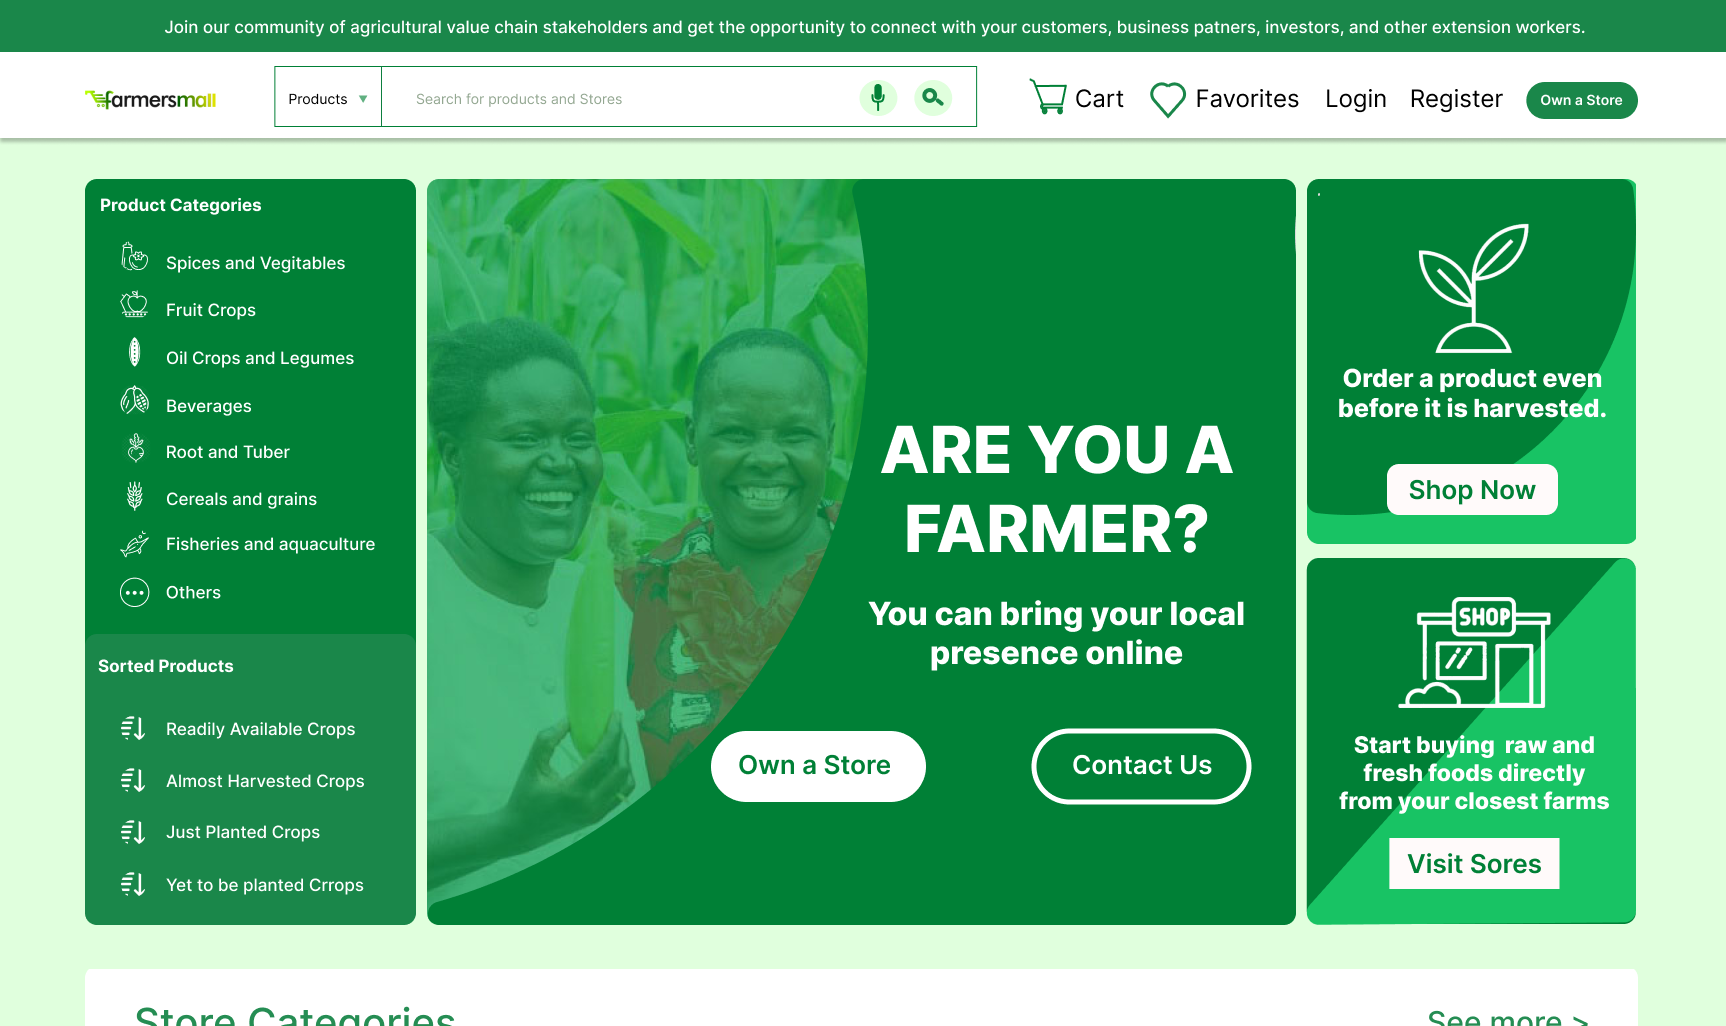 Join our community of agricultural value chain stakeholders and get the opportunity to connect with your customers, business patners, investors, and other extension workers.
farmersmall
Products
Search for products and Stores
Cart
Favorites
Login
Register
Own a Store
Product Categories
Spices and Vegitables
Fruit Crops
Oil Crops and Legumes
Beverages
Root and Tuber
Cereals and grains
Fisheries and aquaculture
Others
Sorted Products
Readily Available Crops
Almost Harvested Crops
Just Planted Crops
Yet to be planted Crrops
ARE YOU A
FARMER?
You can bring your local
presence online
Own a Store
Contact Us
Order a product even
before it is harvested.
Shop Now
SHOP
Start buying  raw and
fresh foods directly
from your closest farms
Visit Sores
Store Categories
See more >